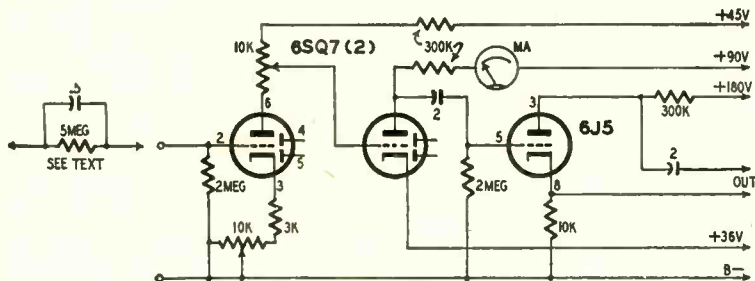 +45V
10K
6SQ7(2)
300K
MA
+90V
+180V
.5
5MEG
SEE TEXT
6
2
4
5
3
2MEG
10K
3K
2
2MEG
5
3
6J5
8
10K
300K
2
OUT
+36V
B-